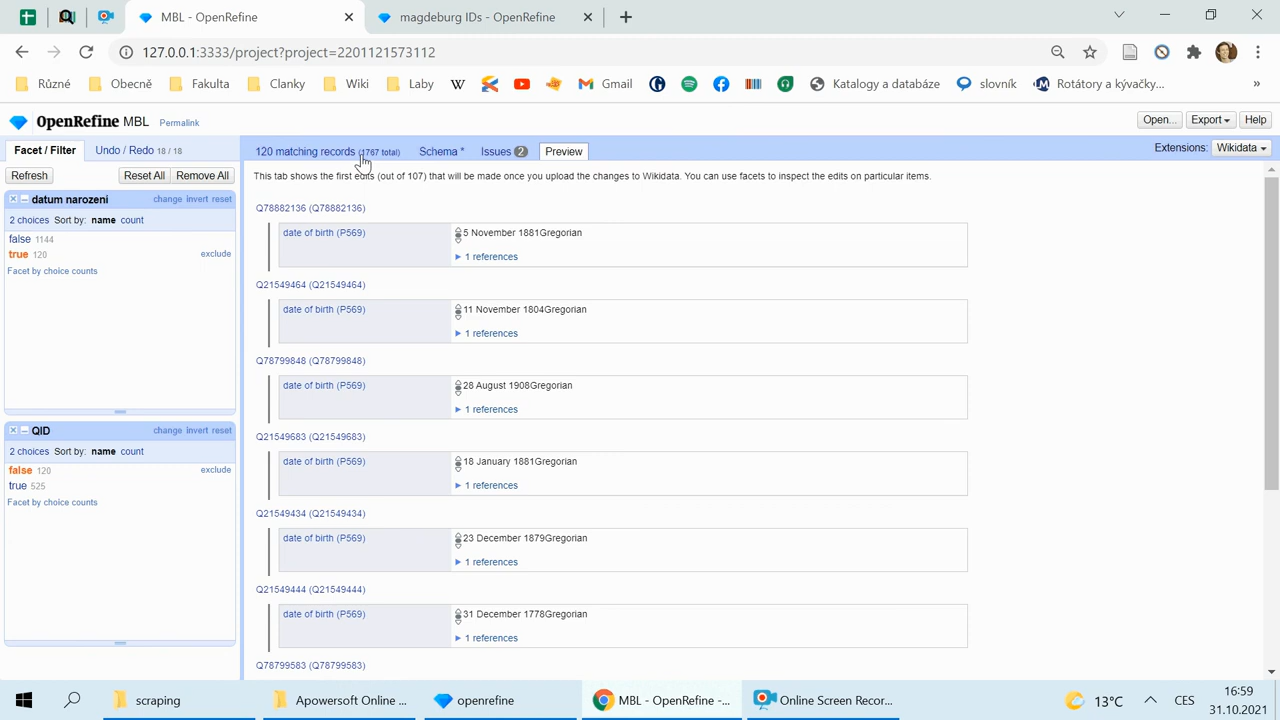 MBL - OpenRefine
magdeburg IDs - OpenRefine
127.0.0.1:3333/project?project=2201121573112
Různé
Obecně
Fakulta
Clanky
Wiki
Laby
Gmail
Katalogy a databáze
slovník
Rotátory a kývačky,...
OpenRefine MBL Permalink
Open... Export Help
Facet / Filter Undo / Redo 18 / 18
120 matching records (1767 total) Schema * Issues 2 Preview
Extensions: Wikidata
Refresh Reset All Remove All
This tab shows the first edits (out of 107) that will be made once you upload the changes to Wikidata. You can use facets to inspect the edits on particular items.
datum narození change invert reset
2 choices Sort by: name count
false 1144
true 120 exclude
Facet by choice counts
QID change invert reset
2 choices Sort by: name count
false 120 exclude
true 525
Facet by choice counts
Q78882136 (Q78882136)
date of birth (P569) 5 November 1881Gregorian
1 references
Q21549464 (Q21549464)
date of birth (P569) 11 November 1804Gregorian
1 references
Q78799848 (Q78799848)
date of birth (P569) 28 August 1908Gregorian
1 references
Q21549683 (Q21549683)
date of birth (P569) 18 January 1881Gregorian
1 references
Q21549434 (Q21549434)
date of birth (P569) 23 December 1879Gregorian
1 references
Q21549444 (Q21549444)
date of birth (P569) 31 December 1778Gregorian
1 references
Q78799583 (Q78799583)
scraping
Apowersoft Online ...
openrefine
MBL - OpenRefine -...
Online Screen Recor...
13°C
CES
16:59
31.10.2021